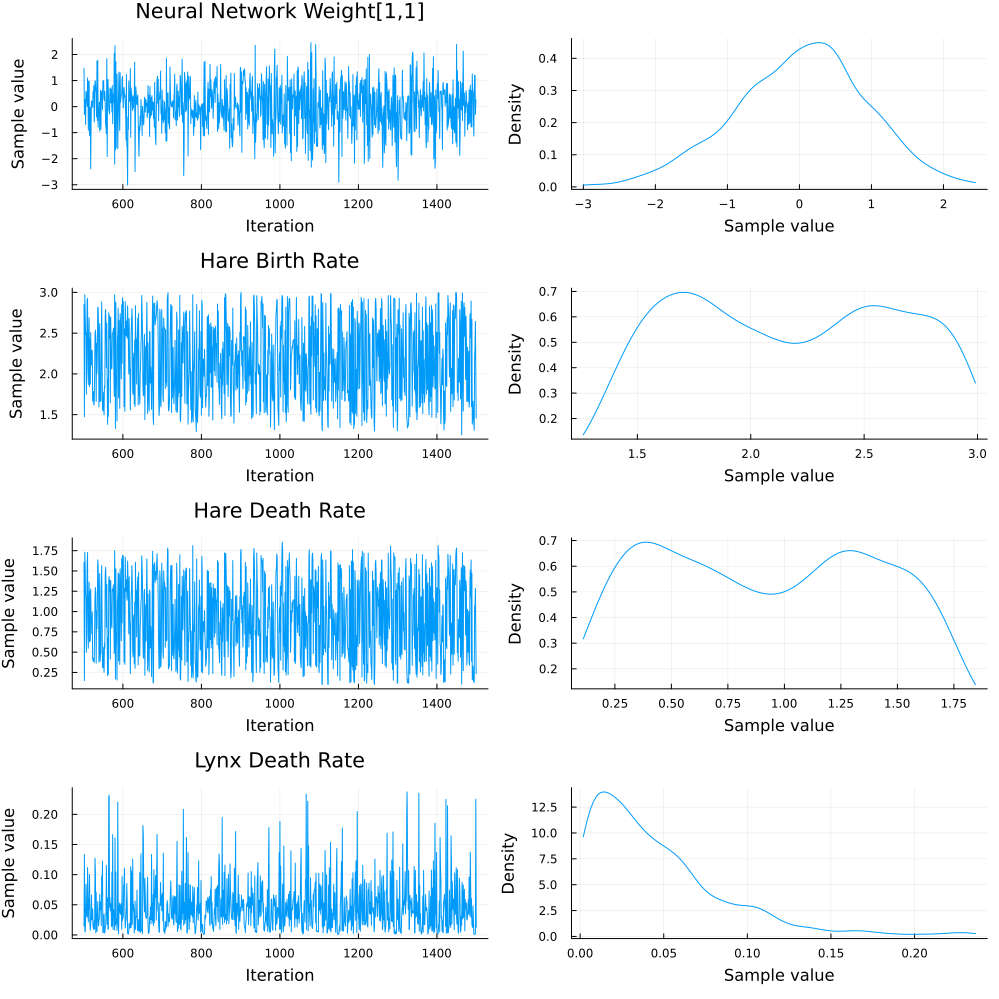 Neural Network Weight[1,1]
Sample value
2
1
0
−1
−2
−3
600 800 1000 1200 1400
Iteration
Density
0.4
0.3
0.2
0.1
0.0
−3 −2 −1 0 1 2
Sample value
Hare Birth Rate
Sample value
3.0
2.5
2.0
1.5
600 800 1000 1200 1400
Iteration
Density
0.7
0.6
0.5
0.4
0.3
0.2
1.5 2.0 2.5 3.0
Sample value
Hare Death Rate
Sample value
1.75
1.50
1.25
1.00
0.75
0.50
0.25
600 800 1000 1200 1400
Iteration
Density
0.7
0.6
0.5
0.4
0.3
0.2
0.25 0.50 0.75 1.00 1.25 1.50 1.75
Sample value
Lynx Death Rate
Sample value
0.20
0.15
0.10
0.05
0.00
600 800 1000 1200 1400
Iteration
Density
12.5
10.0
7.5
5.0
2.5
0.0
0.00 0.05 0.10 0.15 0.20
Sample value